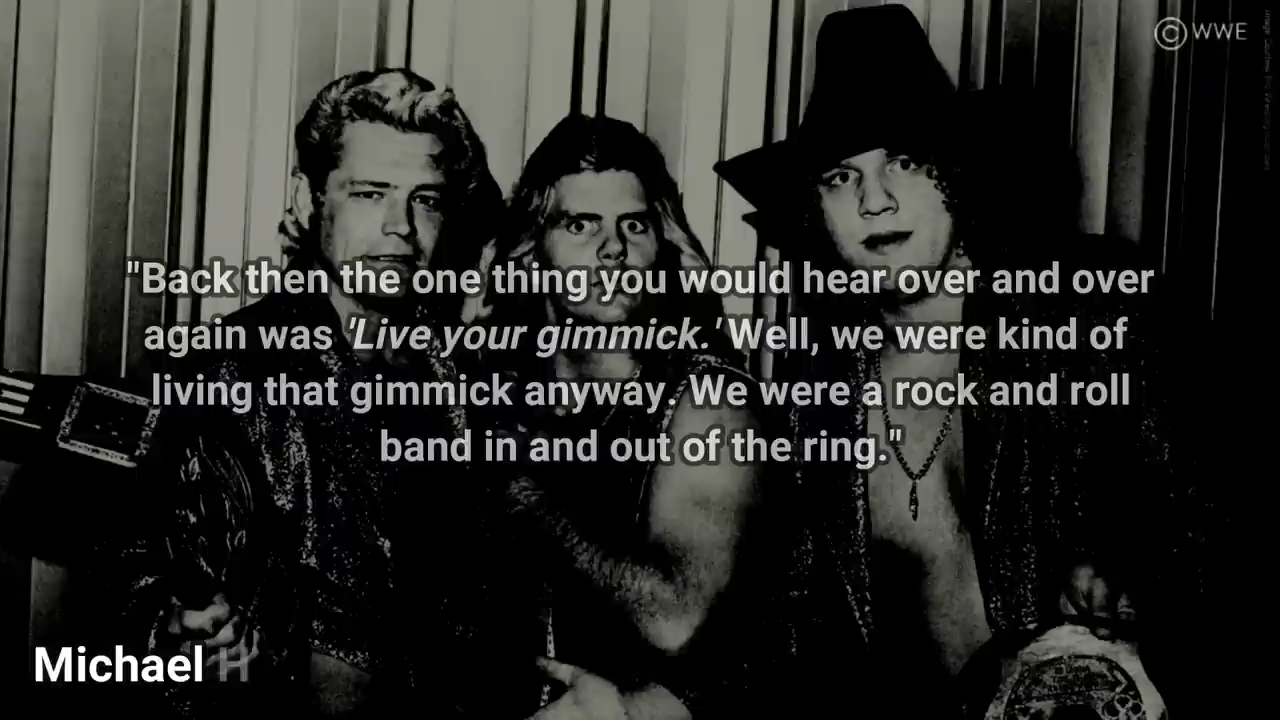 © WWE
"Back then the one thing you would hear over and over
again was 'Live your gimmick.' Well, we were kind of
living that gimmick anyway. We were a rock and roll
band in and out of the ring."
Michael H